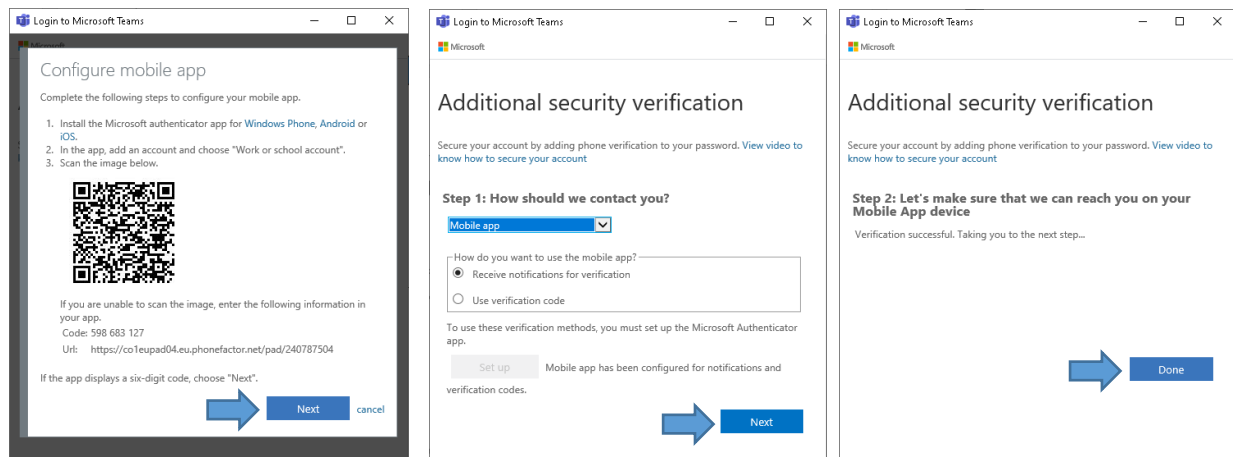 Login to Microsoft Teams
Microsoft
Configure mobile app
Complete the following steps to configure your mobile app.
1. Install the Microsoft authenticator app for Windows Phone, Android or
iOS.
2. In the app, add an account and choose "Work or school account".
3. Scan the image below.
If you are unable to scan the image, enter the following information in
your app.
Code: 598 683 127
Url: https://co1eupad04.eu.phonefactor.net/pad/240787504
If the app displays a six-digit code, choose "Next".
Next
cancel
Login to Microsoft Teams
Microsoft
Additional security verification
Secure your account by adding phone verification to your password. View video to
know how to secure your account
Step 1: How should we contact you?
Mobile app
How do you want to use the mobile app?
Receive notifications for verification
Use verification code
To use these verification methods, you must set up the Microsoft Authenticator
app.
Set up
Mobile app has been configured for notifications and
verification codes.
Next
Login to Microsoft Teams
Microsoft
Additional security verification
Secure your account by adding phone verification to your password. View video to
know how to secure your account
Step 2: Let's make sure that we can reach you on your
Mobile App device
Verification successful. Taking you to the next step...
Done